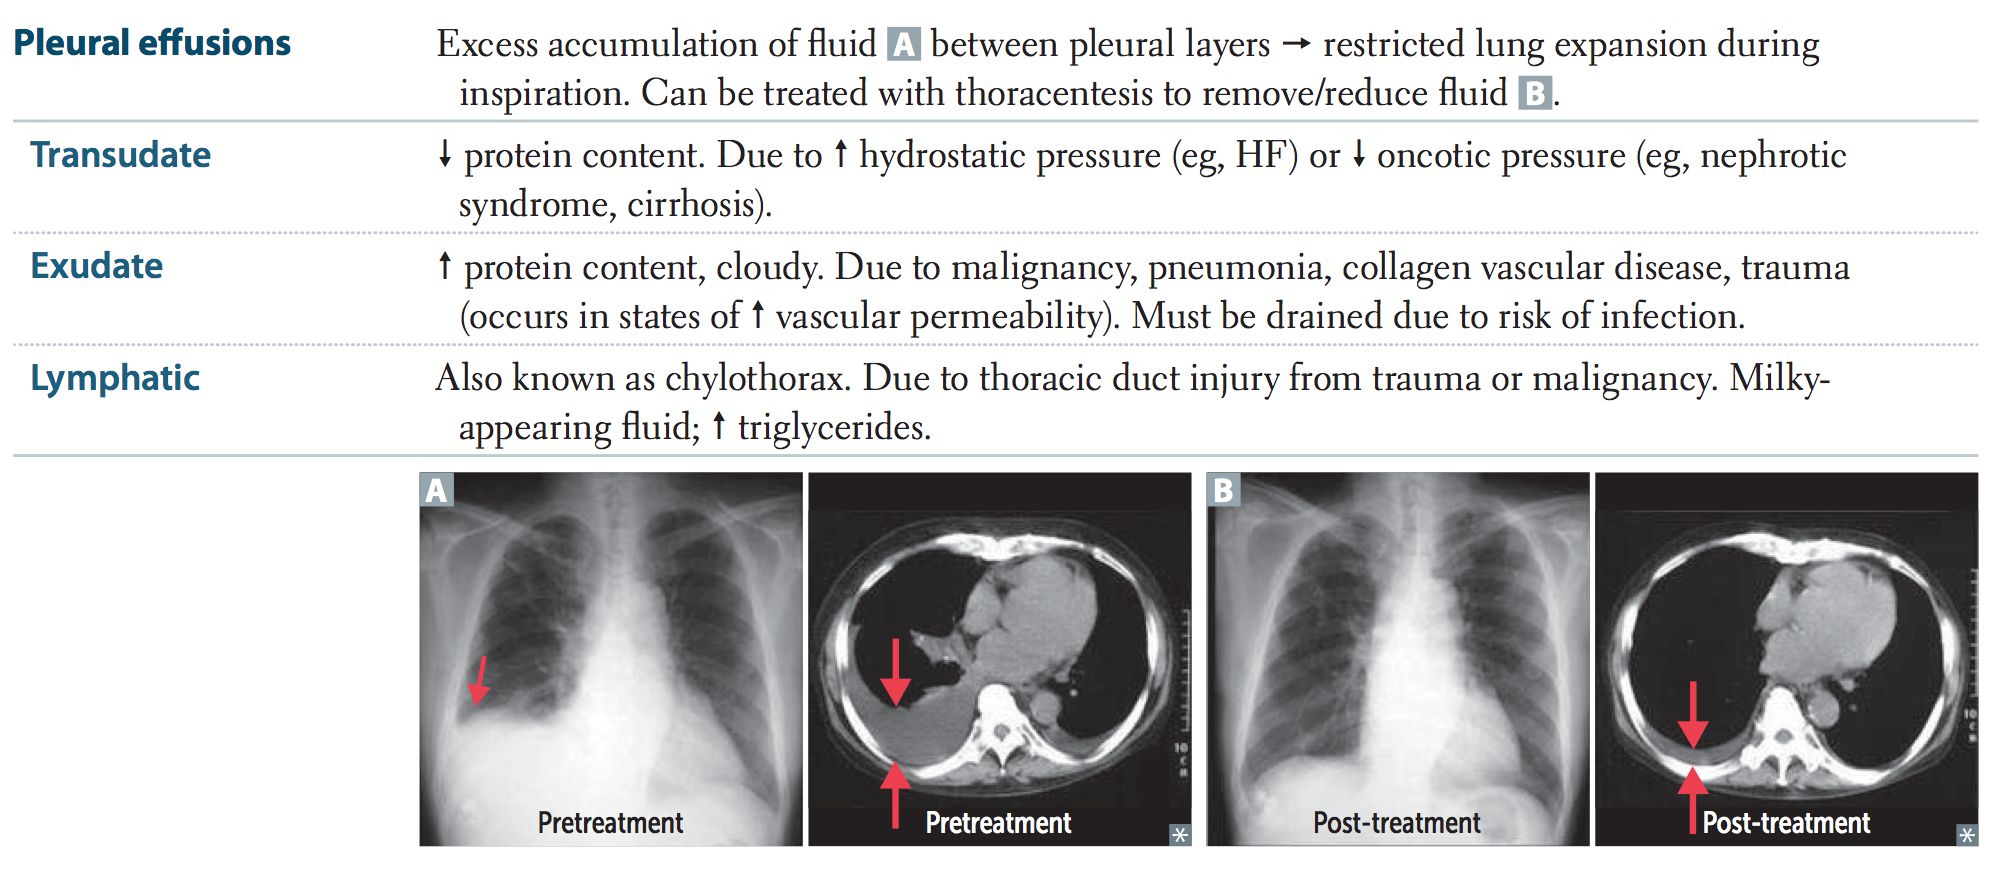 Pleural effusions
Excess accumulation of fluid A between pleural layers → restricted lung expansion during
inspiration. Can be treated with thoracentesis to remove/reduce fluid B.
Transudate
↓ protein content. Due to ↑ hydrostatic pressure (eg, HF) or ↓ oncotic pressure (eg, nephrotic
syndrome, cirrhosis).
Exudate
↑ protein content, cloudy. Due to malignancy, pneumonia, collagen vascular disease, trauma
(occurs in states of ↑ vascular permeability). Must be drained due to risk of infection.
Lymphatic
Also known as chylothorax. Due to thoracic duct injury from trauma or malignancy. Milky-
appearing fluid; ↑ triglycerides.
A
Pretreatment
10
C
Pretreatment
*
B
Post-treatment
10
C
Post-treatment
*